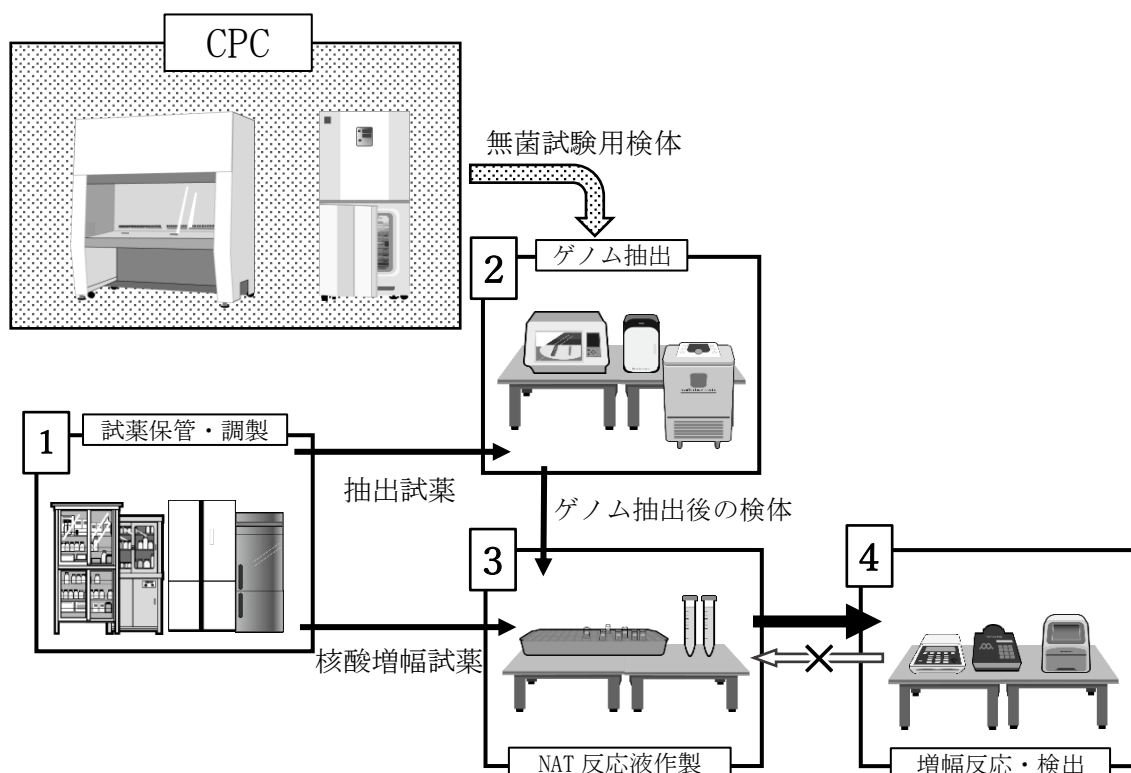 CPC
無菌試験用検体
2
ゲノム抽出
1
試薬保管・調製
抽出試薬
ゲノム抽出後の検体
3
4
核酸増幅試薬
NAT 反応液作製
増幅反応・検出